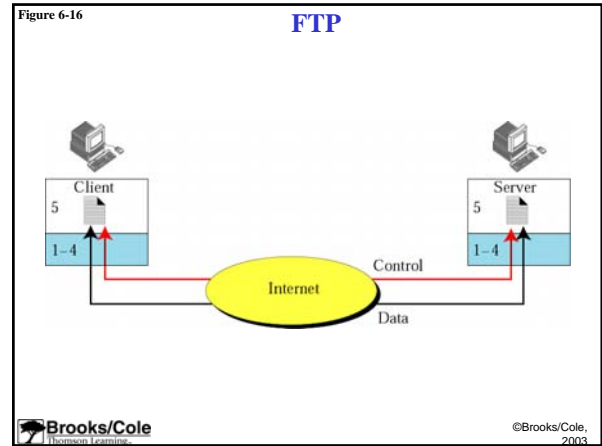 Figure 6-16
FTP
Client
Server
5
5
1–4
1–4
Control
Internet
Data
Brooks/Cole
Thomson Learning™
©Brooks/Cole,
2003